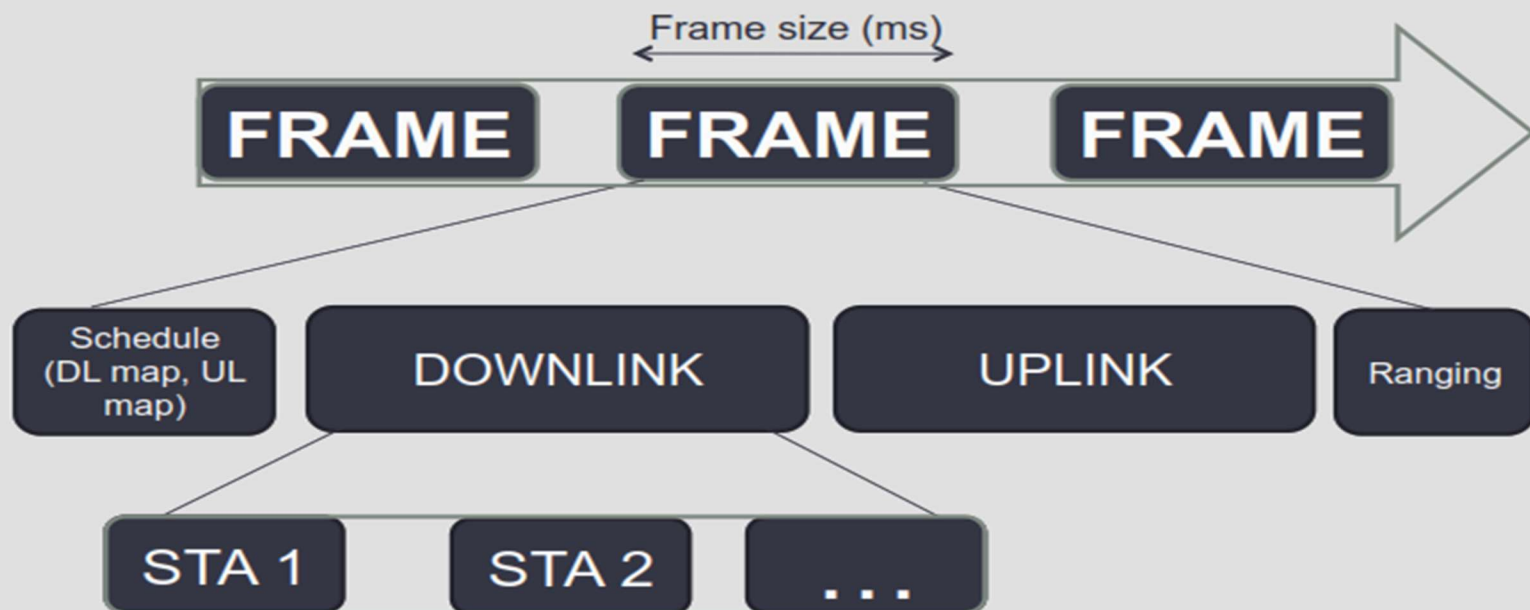 Frame size (ms)
FRAME
FRAME
FRAME
Schedule
(DL map, UL
map)
DOWNLINK
UPLINK
Ranging
STA 1
STA 2
...